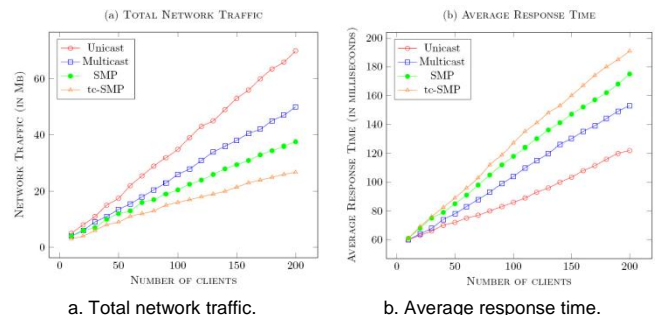 (a) TOTAL NETWORK TRAFFIC
NETWORK TRAFFIC (IN MB)
60
40
20
0
Unicast
Multicast
SMP
tc-SMP
0
50
100
150
200
NUMBER OF CLIENTS
a. Total network traffic.
(b) AVERAGE RESPONSE TIME
AVERAGE RESPONSE TIME (IN MILLISECONDS)
200
180
160
140
120
100
80
60
Unicast
Multicast
SMP
tc-SMP
0
50
100
150
200
NUMBER OF CLIENTS
b. Average response time.